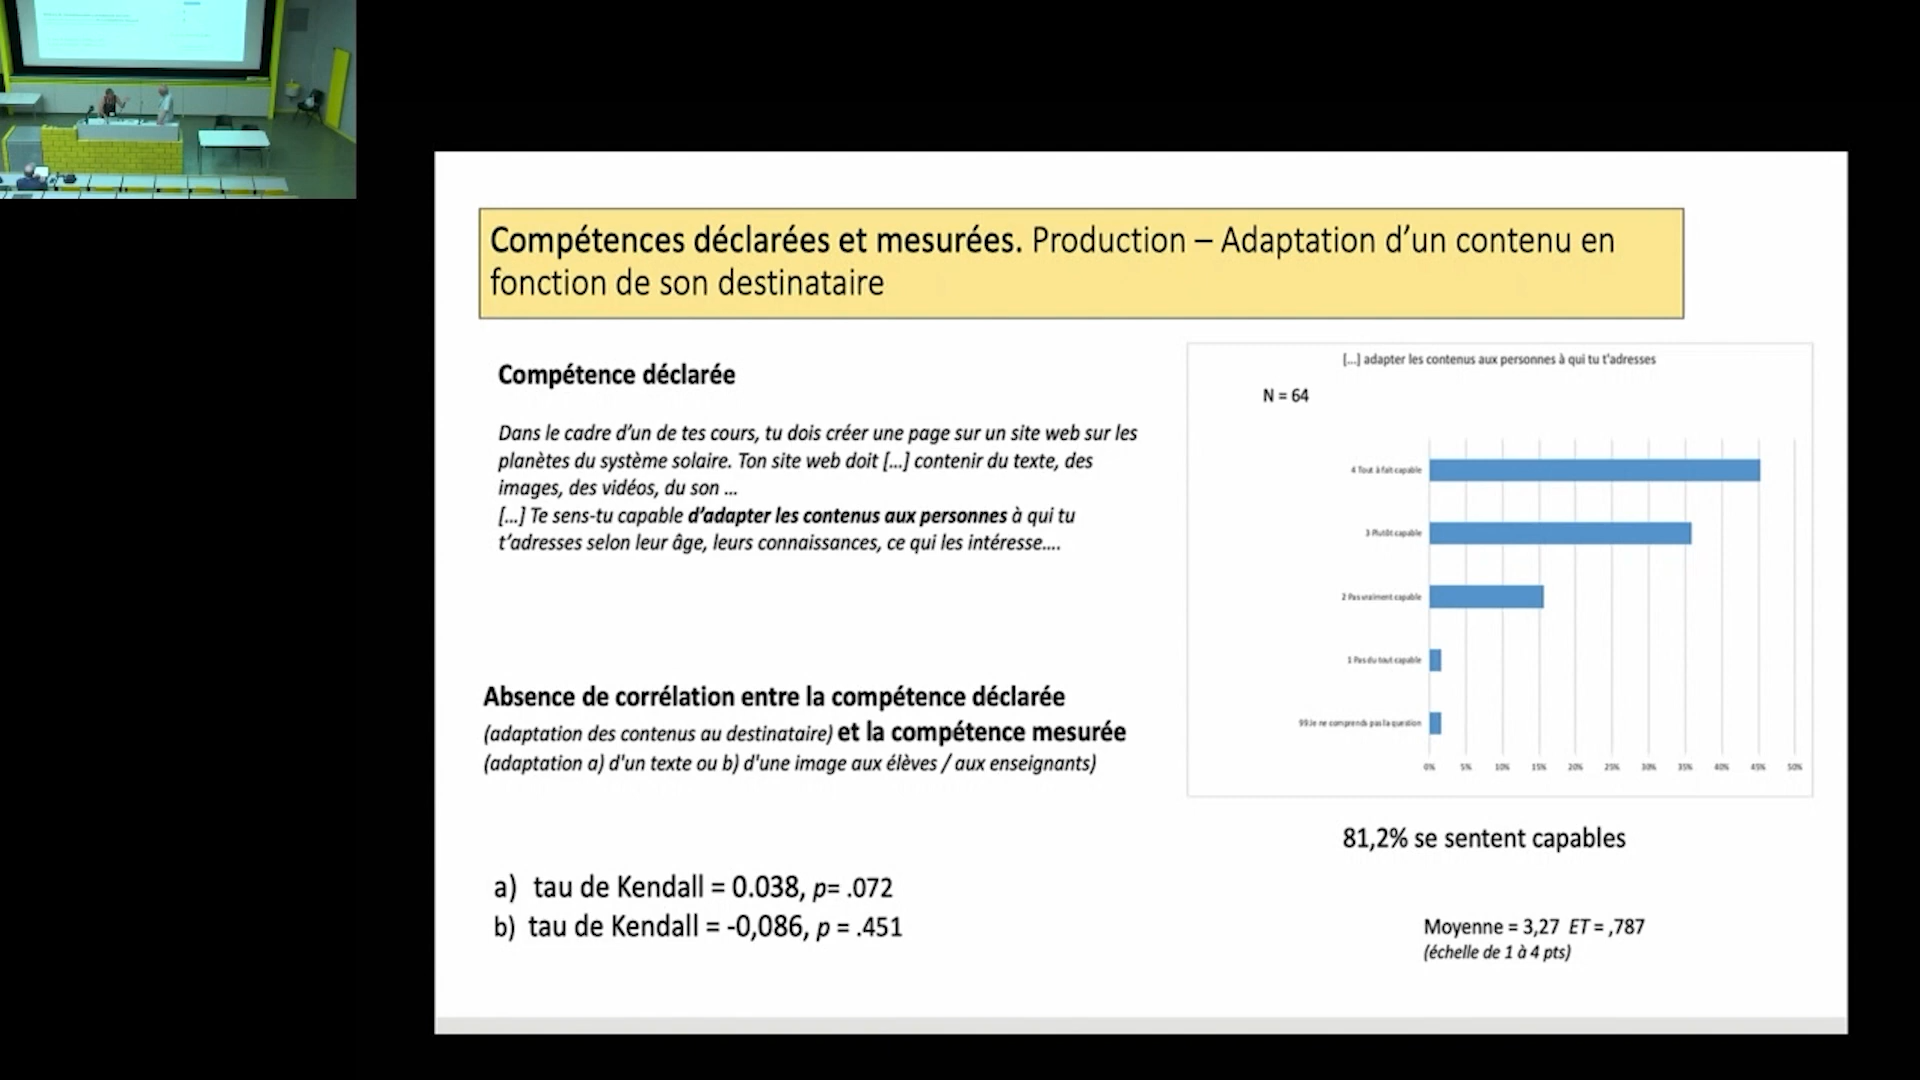 Compétences déclarées et mesurées. Production – Adaptation d’un contenu en
fonction de son destinataire
Compétence déclarée
Dans le cadre d’un de tes cours, tu dois créer une page sur un site web sur les
planètes du système solaire. Ton site web doit [...] contenir du texte, des
images, des vidéos, du son ...
[...] Te sens-tu capable d’adapter les contenus aux personnes à qui tu
t’adresses selon leur âge, leurs connaissances, ce qui les intéresse....
Absence de corrélation entre la compétence déclarée
(adaptation des contenus au destinataire) et la compétence mesurée
(adaptation a) d'un texte ou b) d'une image aux élèves / aux enseignants)
a) tau de Kendall = 0.038, p= .072
b) tau de Kendall = -0,086, p = .451
[...] adapter les contenus aux personnes à qui tu t'adresses
N = 64
4 Tout à fait capable
3 Plutôt capable
2 Pas vraiment capable
1 Pas du tout capable
99 Je ne comprends pas la question
0% 5% 10% 15% 20% 25% 30% 35% 40% 45% 50%
81,2% se sentent capables
Moyenne = 3,27 ET = ,787
(échelle de 1 à 4 pts)